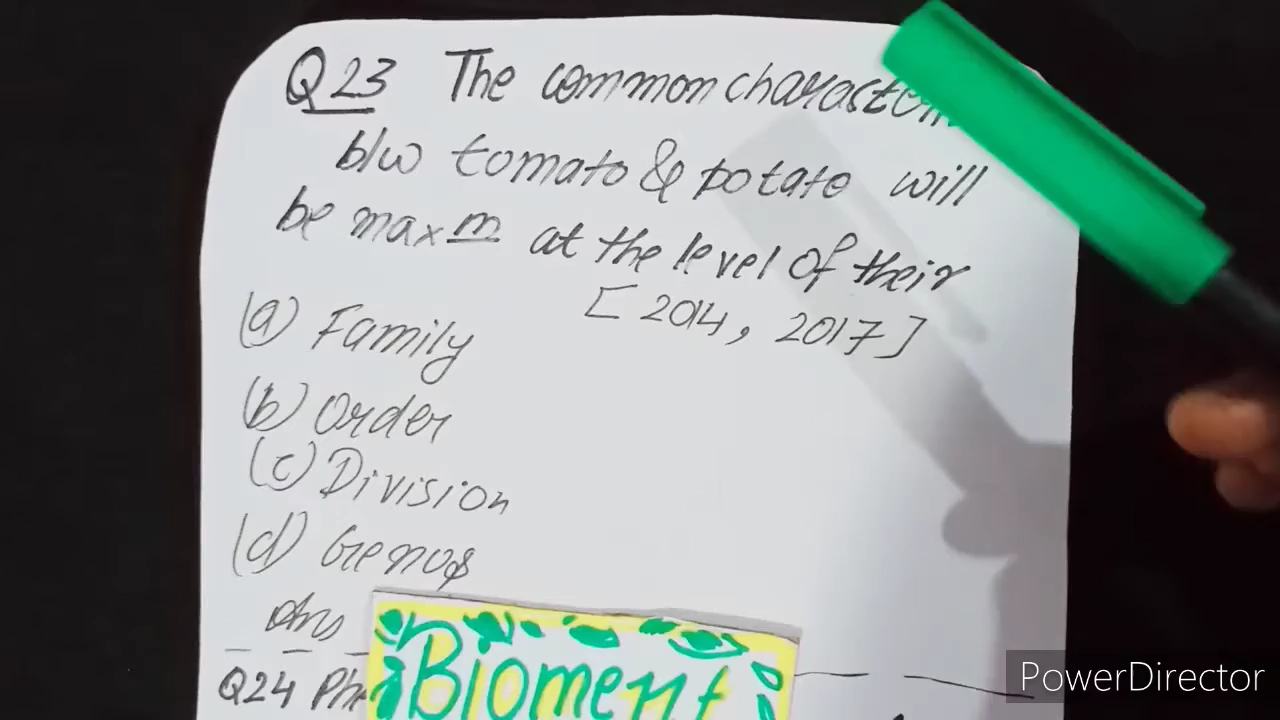 Q23 The common
b/w tomato & potato will
be maxm at the level of their
[2014, 2017]
(a) Family
(b) Order
(c) Division
(d) Genus
Ans
Q24
Bioment
PowerDirector